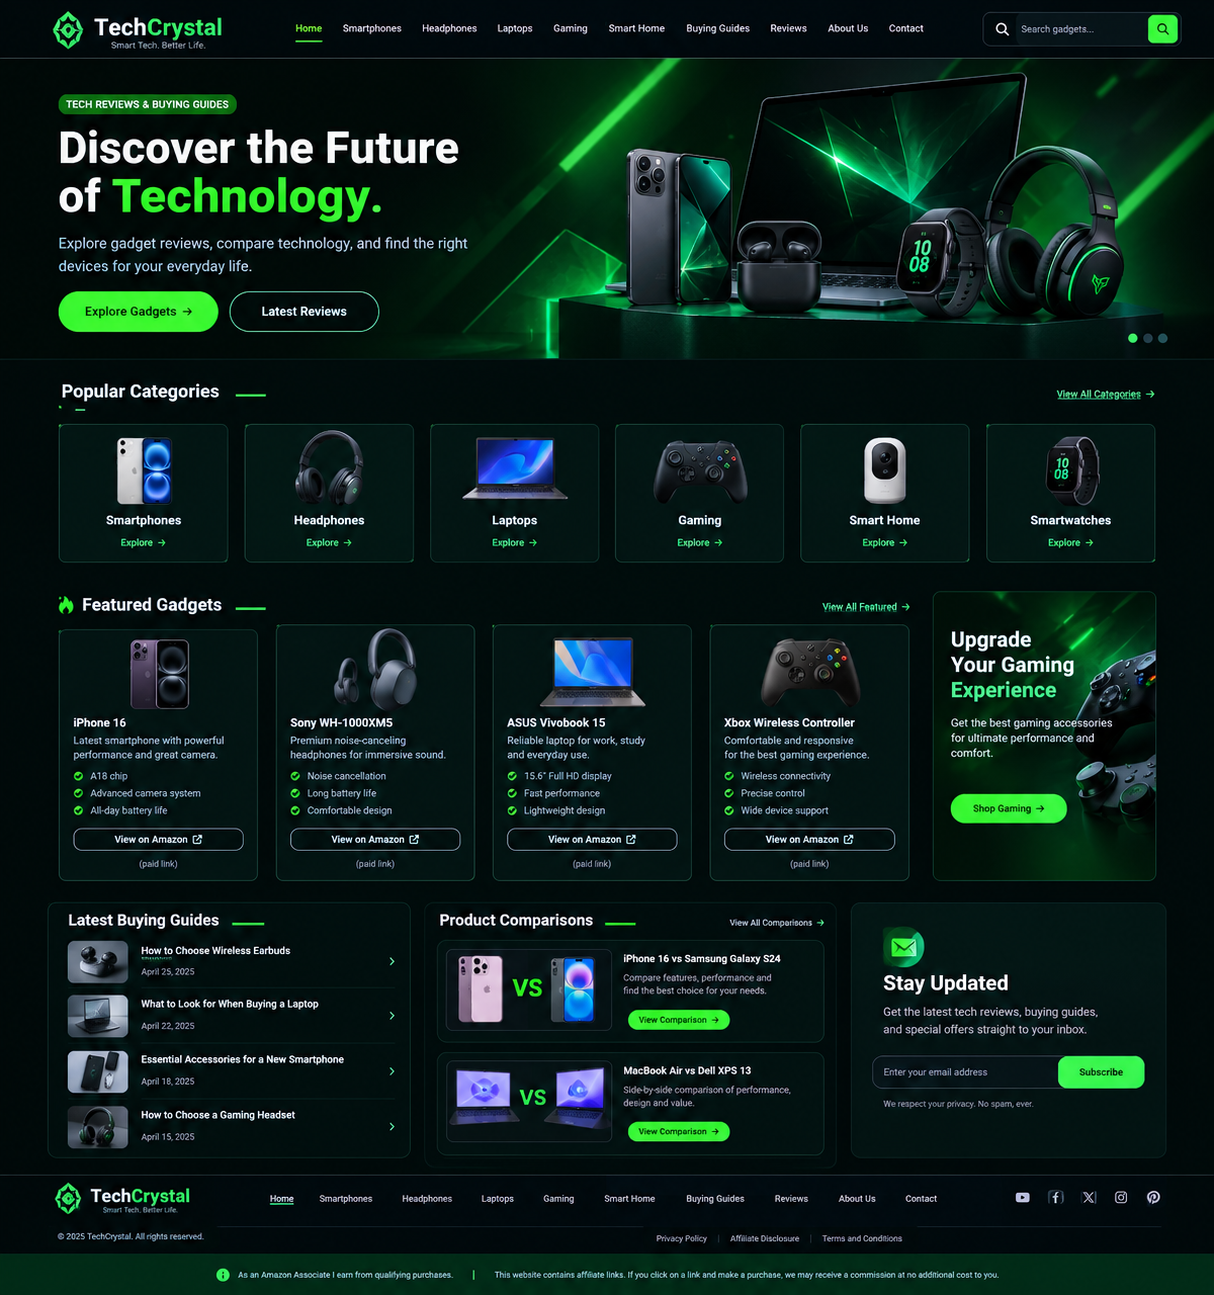 TechCrystal
Smart Tech. Better Life.
Home
Smartphones
Headphones
Laptops
Gaming
Smart Home
Buying Guides
Reviews
About Us
Contact
Search gadgets...
TECH REVIEWS & BUYING GUIDES
Discover the Future
of Technology.
Explore gadget reviews, compare technology, and find the right
devices for your everyday life.
Explore Gadgets →
Latest Reviews
10
08
Popular Categories
View All Categories →
10
08
Smartphones
Explore →
Headphones
Explore →
Laptops
Explore →
Gaming
Explore →
Smart Home
Explore →
Smartwatches
Explore →
Featured Gadgets
View All Featured →
iPhone 16
Latest smartphone with powerful
performance and great camera.
A18 chip
Advanced camera system
All-day battery life
View on Amazon
(paid link)
Sony WH-1000XM5
Premium noise-canceling
headphones for immersive sound.
Noise cancellation
Long battery life
Comfortable design
View on Amazon
(paid link)
ASUS Vivobook 15
Reliable laptop for work, study
and everyday use.
15.6" Full HD display
Fast performance
Lightweight design
View on Amazon
(paid link)
Xbox Wireless Controller
Comfortable and responsive
for the best gaming experience.
Wireless connectivity
Precise control
Wide device support
View on Amazon
(paid link)
Upgrade
Your Gaming
Experience
Get the best gaming accessories
for ultimate performance and
comfort.
Shop Gaming →
Latest Buying Guides
How to Choose Wireless Earbuds
April 25, 2025
What to Look for When Buying a Laptop
April 22, 2025
Essential Accessories for a New Smartphone
April 18, 2025
How to Choose a Gaming Headset
April 15, 2025
Product Comparisons
View All Comparisons →
VS
iPhone 16 vs Samsung Galaxy S24
Compare features, performance and
find the best choice for your needs.
View Comparison →
VS
MacBook Air vs Dell XPS 13
Side-by-side comparison of performance,
design and value.
View Comparison →
Stay Updated
Get the latest tech reviews, buying guides,
and special offers straight to your inbox.
Enter your email address
Subscribe
We respect your privacy. No spam, ever.
TechCrystal
Smart Tech. Better Life.
Home
Smartphones
Headphones
Laptops
Gaming
Smart Home
Buying Guides
Reviews
About Us
Contact
© 2025 TechCrystal. All rights reserved.
Privacy Policy | Affiliate Disclosure | Terms and Conditions
As an Amazon Associate I earn from qualifying purchases. | This website contains affiliate links. If you click on a link and make a purchase, we may receive a commission at no additional cost to you.